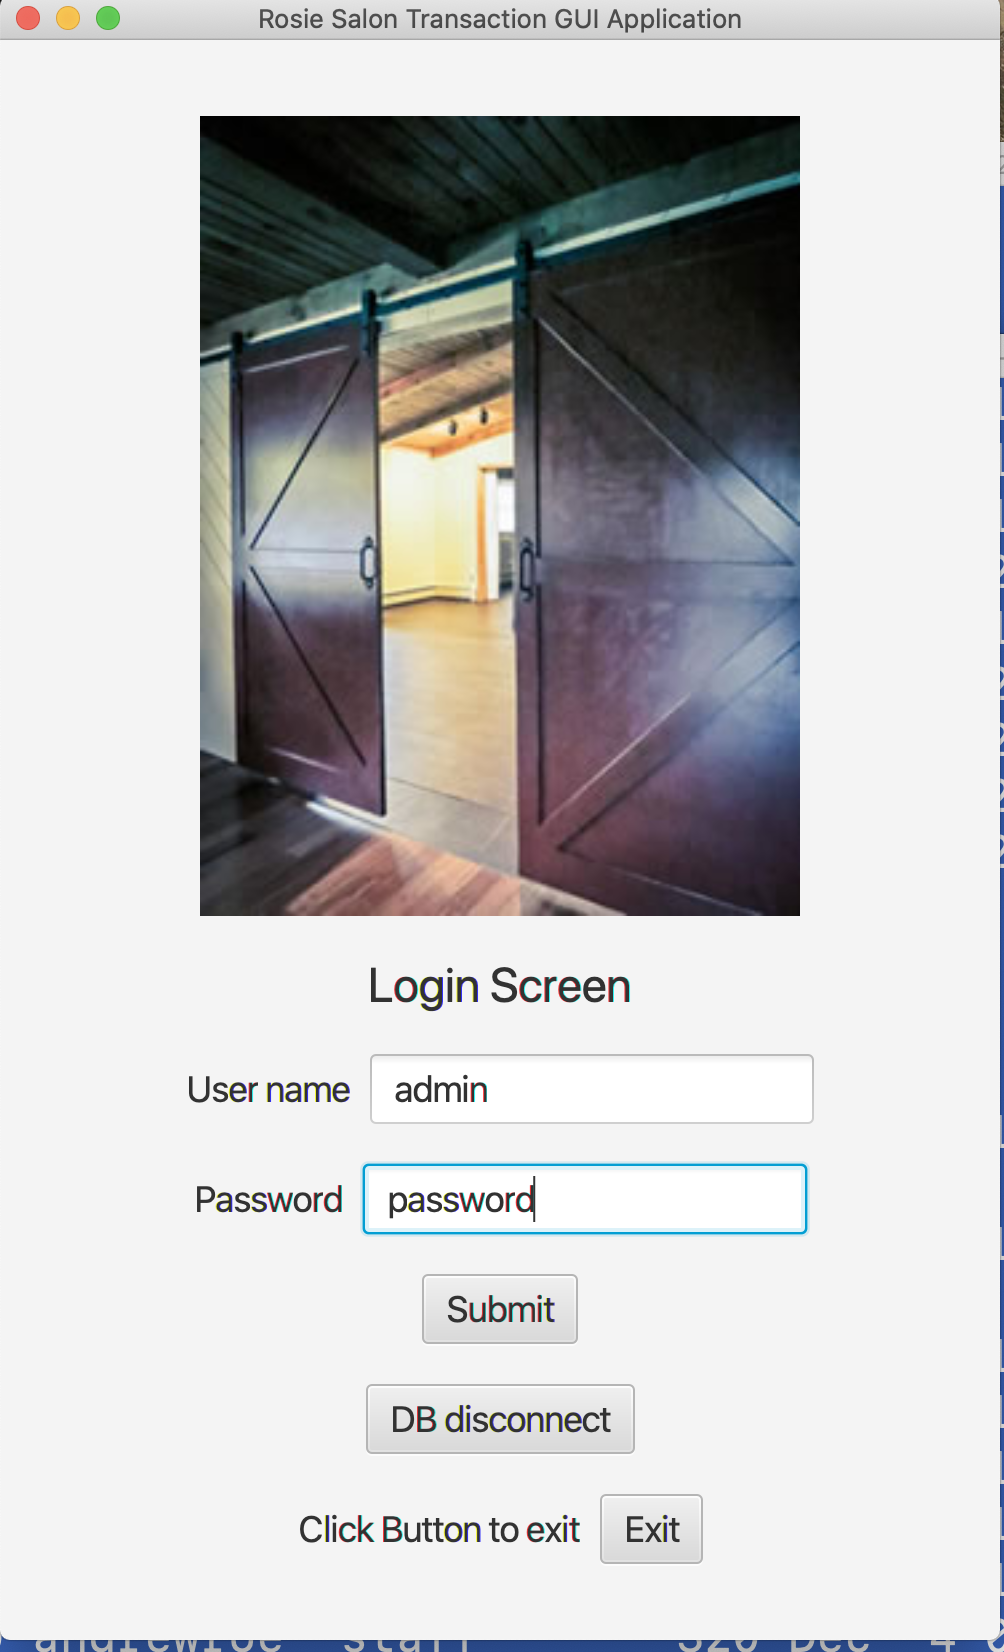 Rosie Salon Transaction GUI Application
Login Screen
User name admin
Password password
Submit
DB disconnect
Click Button to exit Exit